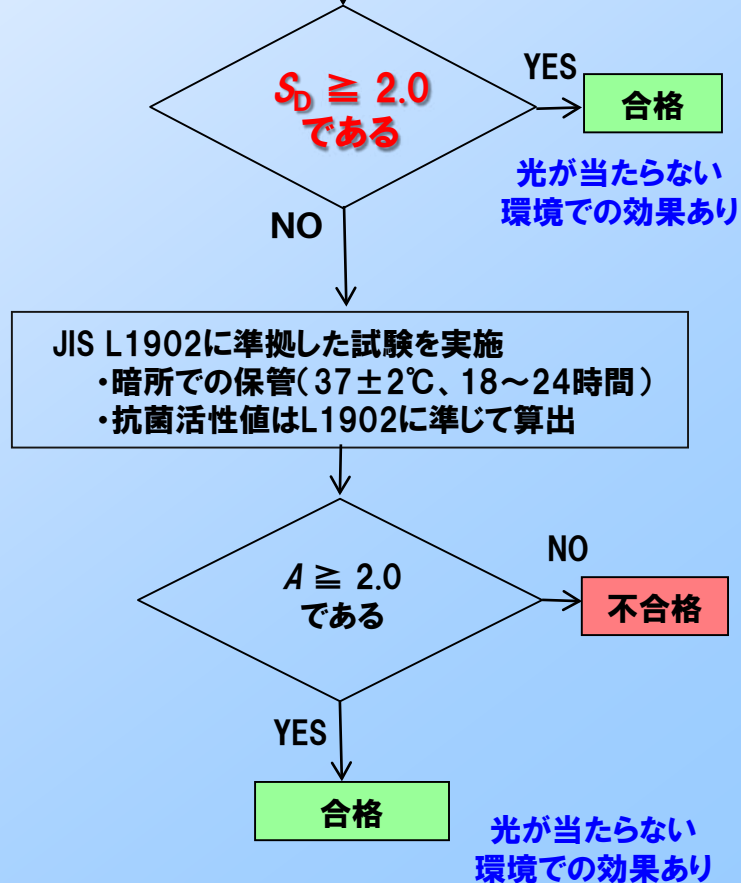 S_D ≧ 2.0
である
YES
合格
光が当たらない
環境での効果あり
NO
JIS L1902に準拠した試験を実施
・暗所での保管(37±2℃、18～24時間)
・抗菌活性値はL1902に準じて算出
A ≧ 2.0
である
NO
不合格
YES
合格
光が当たらない
環境での効果あり